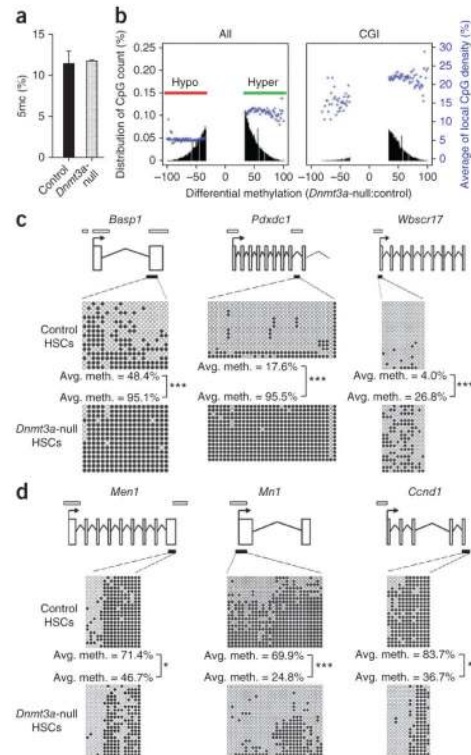 a
5mc (%)
15
10
5
0
Control
Dnmt3a-
null
b
All
CGI
Distribution of CpG count (%)
0.25
0.20
0.15
0.10
0.05
0
Hypo
Hyper
Average of local CpG density (%)
30
25
20
15
10
5
0
-100 -50 0 50 100
-100 -50 0 50 100
Differential methylation (Dnmt3a-null:control)
c
Basp1 Pdxdc1 Wbscr17
Control
HSCs
Avg. meth. = 48.4% Avg. meth. = 17.6% Avg. meth. = 4.0%
*** *** ***
Avg. meth. = 95.1% Avg. meth. = 95.5% Avg. meth. = 26.8%
Dnmt3a-null
HSCs
d
Men1 Mn1 Ccnd1
Control
HSCs
Avg. meth. = 71.4% Avg. meth. = 69.9% Avg. meth. = 83.7%
* ***
Avg. meth. = 46.7% Avg. meth. = 24.8% Avg. meth. = 36.7%
Dnmt3a-null
HSCs